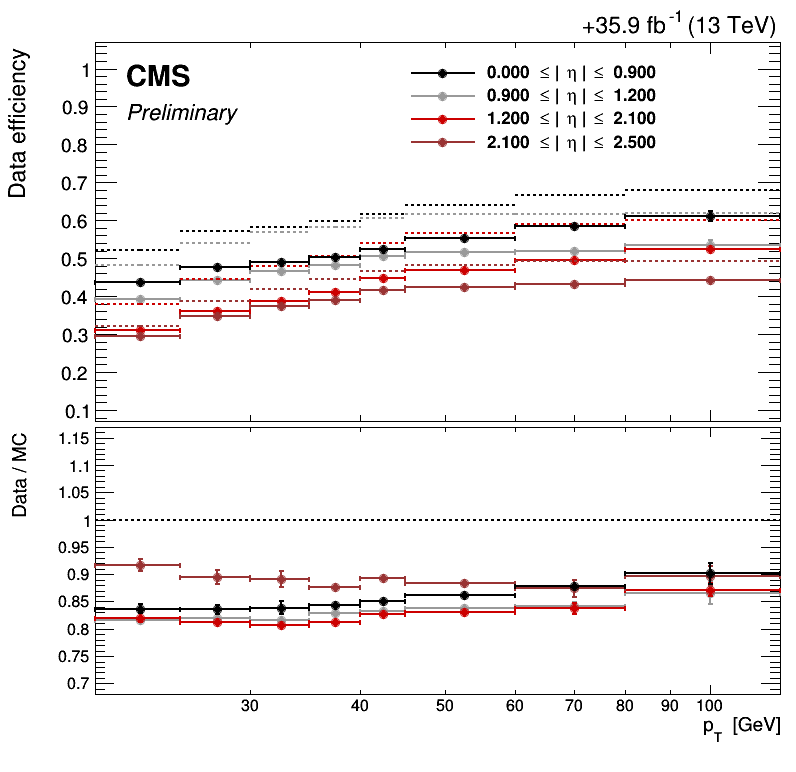 +35.9 fb-1 (13 TeV)
Data efficiency
CMS
Preliminary
0.000 ≤| η | ≤ 0.900
0.900 ≤| η | ≤ 1.200
1.200 ≤| η | ≤ 2.100
2.100 ≤| η | ≤ 2.500
1
0.9
0.8
0.7
0.6
0.5
0.4
0.3
0.2
0.1
Data / MC
1.15
1.1
1.05
1
0.95
0.9
0.85
0.8
0.75
0.7
30 40 50 60 70 80 90 100
pT [GeV]